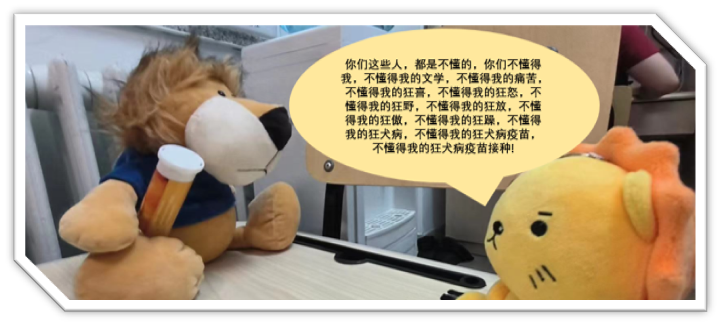 你们这些人，都是不懂的，你们不懂得
我，不懂得我的文学，不懂得我的痛苦，
不懂得我的狂喜，不懂得我的狂怒，不
懂得我的狂野，不懂得我的狂放，不懂
得我的狂傲，不懂得我的狂躁，不懂得
我的狂犬病，不懂得我的狂犬病疫苗，
不懂得我的狂犬病疫苗接种!